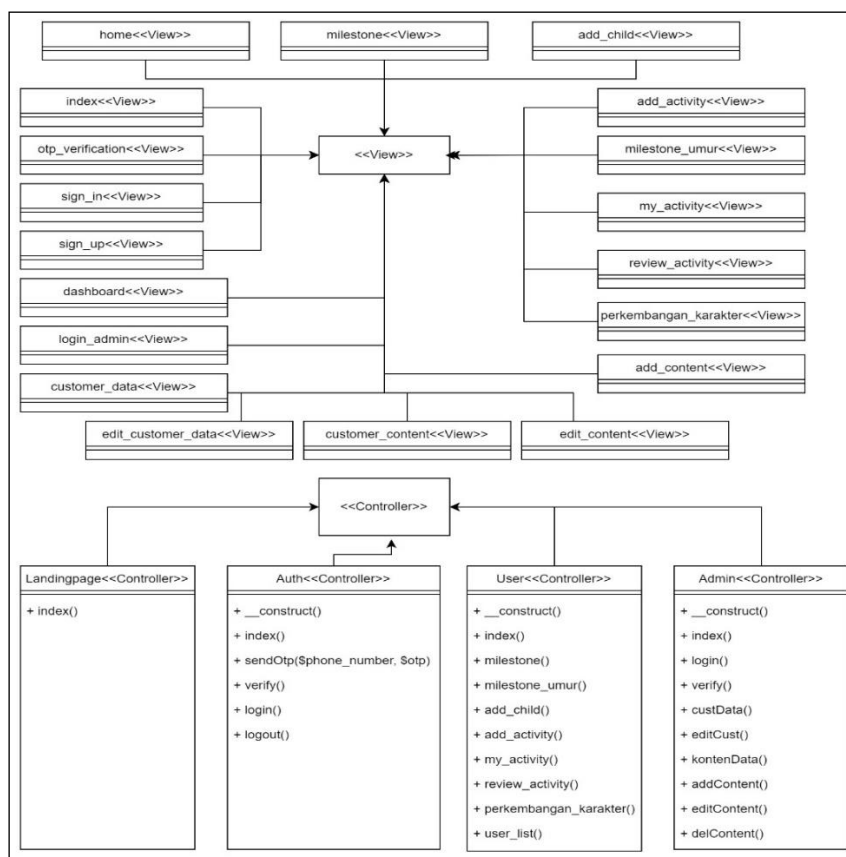 home<<View>>
milestone<<View>>
add_child<<View>>
index<<View>>
otp_verification<<View>>
sign_in<<View>>
sign_up<<View>>
dashboard<<View>>
login_admin<<View>>
customer_data<<View>>
<<View>>
add_activity<<View>>
milestone_umur<<View>>
my_activity<<View>>
review_activity<<View>>
perkembangan_karakter<<View>>
add_content<<View>>
edit_customer_data<<View>>
customer_content<<View>>
edit_content<<View>>
<<Controller>>
Landingpage<<Controller>>
+ index()
Auth<<Controller>>
+ __construct()
+ index()
+ sendOtp($phone_number, $otp)
+ verify()
+ login()
+ logout()
User<<Controller>>
+ __construct()
+ index()
+ milestone()
+ milestone_umur()
+ add_child()
+ add_activity()
+ my_activity()
+ review_activity()
+ perkembangan_karakter()
+ user_list()
Admin<<Controller>>
+ __construct()
+ index()
+ login()
+ verify()
+ custData()
+ editCust()
+ kontenData()
+ addContent()
+ editContent()
+ delContent()